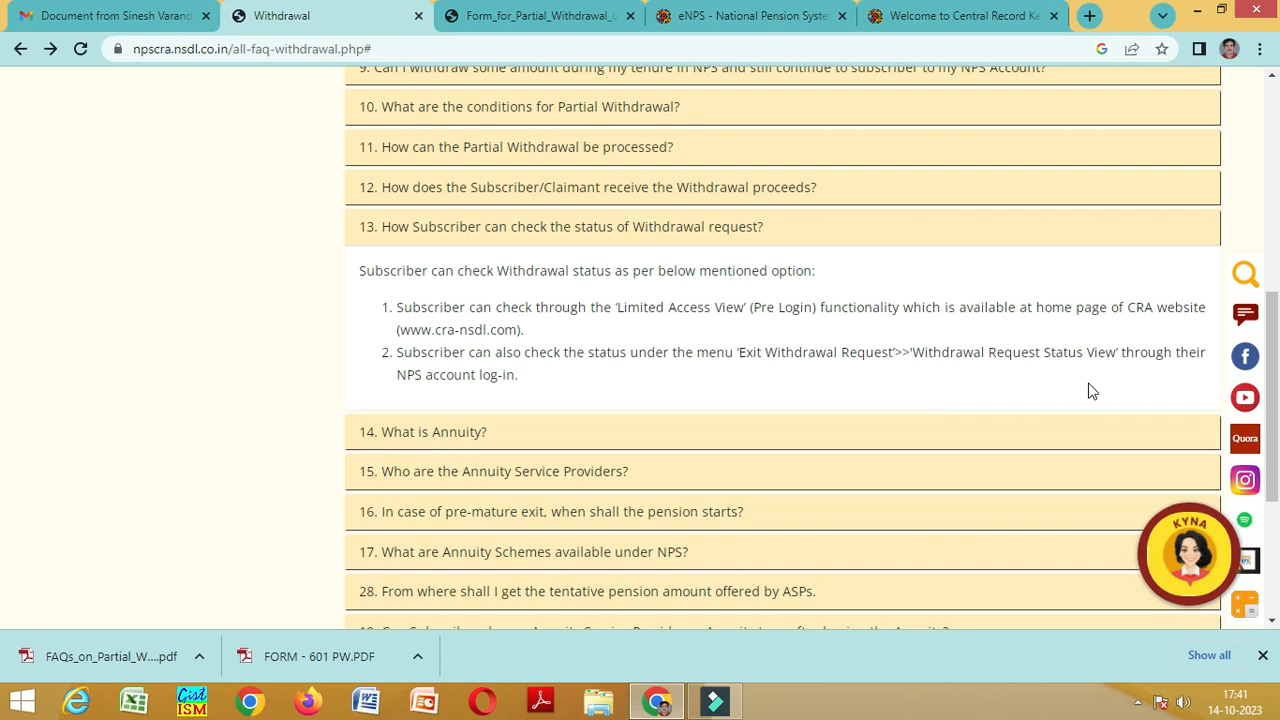 Document from Sinesh Varand
Withdrawal
Form_for_Partial_Withdrawal_u
eNPS - National Pension Syste
Welcome to Central Record Ke
npscra.nsdl.co.in/all-faq-withdrawal.php#
9. Can I withdraw some amount during my tenure in NPS and still continue to subscriber to my NPS Account?
10. What are the conditions for Partial Withdrawal?
11. How can the Partial Withdrawal be processed?
12. How does the Subscriber/Claimant receive the Withdrawal proceeds?
13. How Subscriber can check the status of Withdrawal request?
Subscriber can check Withdrawal status as per below mentioned option:
1. Subscriber can check through the ‘Limited Access View’ (Pre Login) functionality which is available at home page of CRA website
(www.cra-nsdl.com).
2. Subscriber can also check the status under the menu ‘Exit Withdrawal Request’>>'Withdrawal Request Status View’ through their
NPS account log-in.
14. What is Annuity?
15. Who are the Annuity Service Providers?
16. In case of pre-mature exit, when shall the pension starts?
17. What are Annuity Schemes available under NPS?
28. From where shall I get the tentative pension amount offered by ASPs.
Quora
KYNA
FAQs_on_Partial_W....pdf
FORM - 601 PW.PDF
Show all
Gist
ISM
17:41
14-10-2023